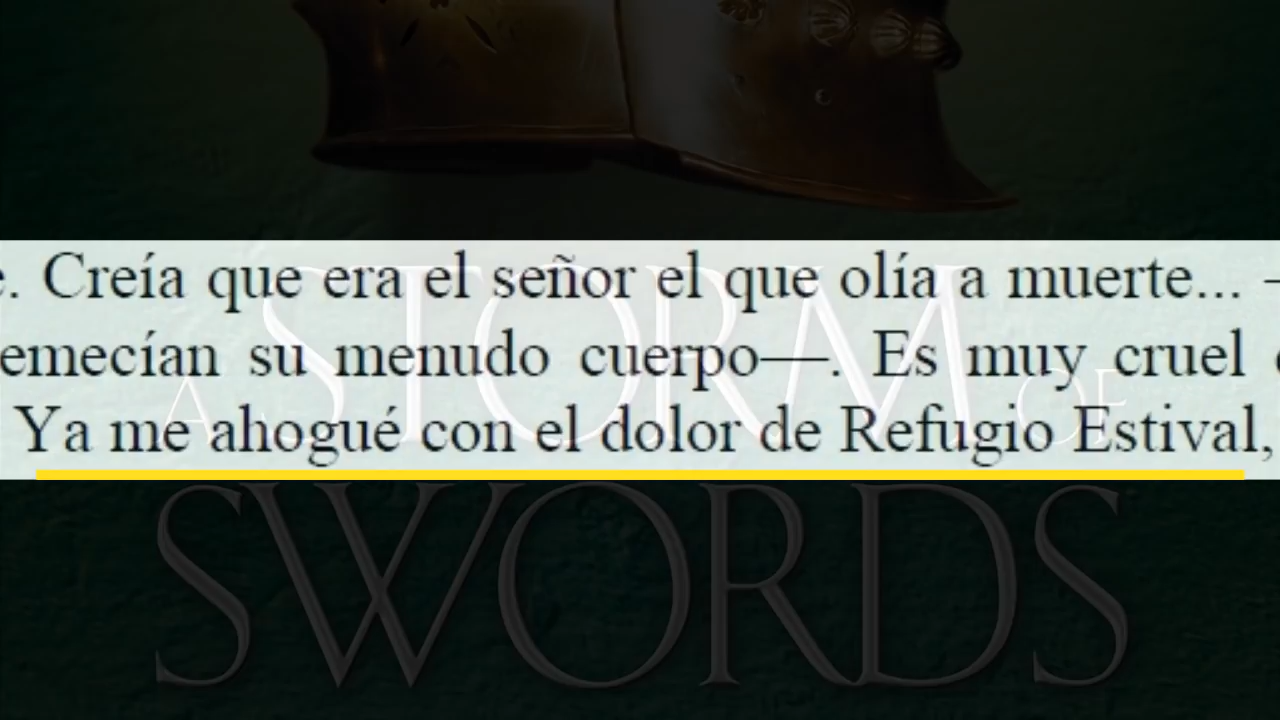 e. Creía que era el señor el que olía a muerte... –
emecían su menudo cuerpo—. Es muy cruel
Ya me ahogué con el dolor de Refugio Estival,
A STORM OF
SWORDS